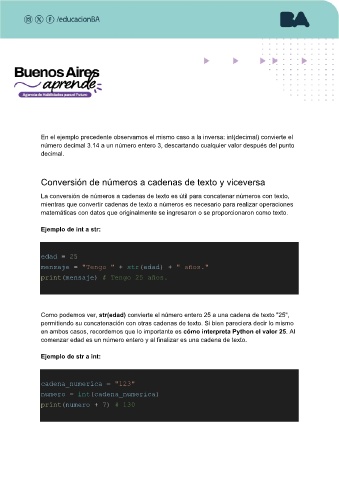 /educacionBA
BA
Buenos Aires
aprende
Agencia de Habilidades para el Futuro
En el ejemplo precedente observamos el mismo caso a la inversa: int(decimal) convierte el
número decimal 3.14 a un número entero 3, descartando cualquier valor después del punto
decimal.
Conversión de números a cadenas de texto y viceversa
La conversión de números a cadenas de texto es útil para concatenar números con texto,
mientras que convertir cadenas de texto a números es necesario para realizar operaciones
matemáticas con datos que originalmente se ingresaron o se proporcionaron como texto.
Ejemplo de int a str:
edad = 25
mensaje = "Tengo " + str(edad) + " años."
print(mensaje) # Tengo 25 años.
Como podemos ver, str(edad) convierte el número entero 25 a una cadena de texto "25",
permitiendo su concatenación con otras cadenas de texto. Si bien pareciera decir lo mismo
en ambos casos, recordemos que lo importante es cómo interpreta Python el valor 25. Al
comenzar edad es un número entero y al finalizar es una cadena de texto.
Ejemplo de str a int:
cadena_numerica = "123"
numero = int(cadena_numerica)
print(numero + 7) # 130